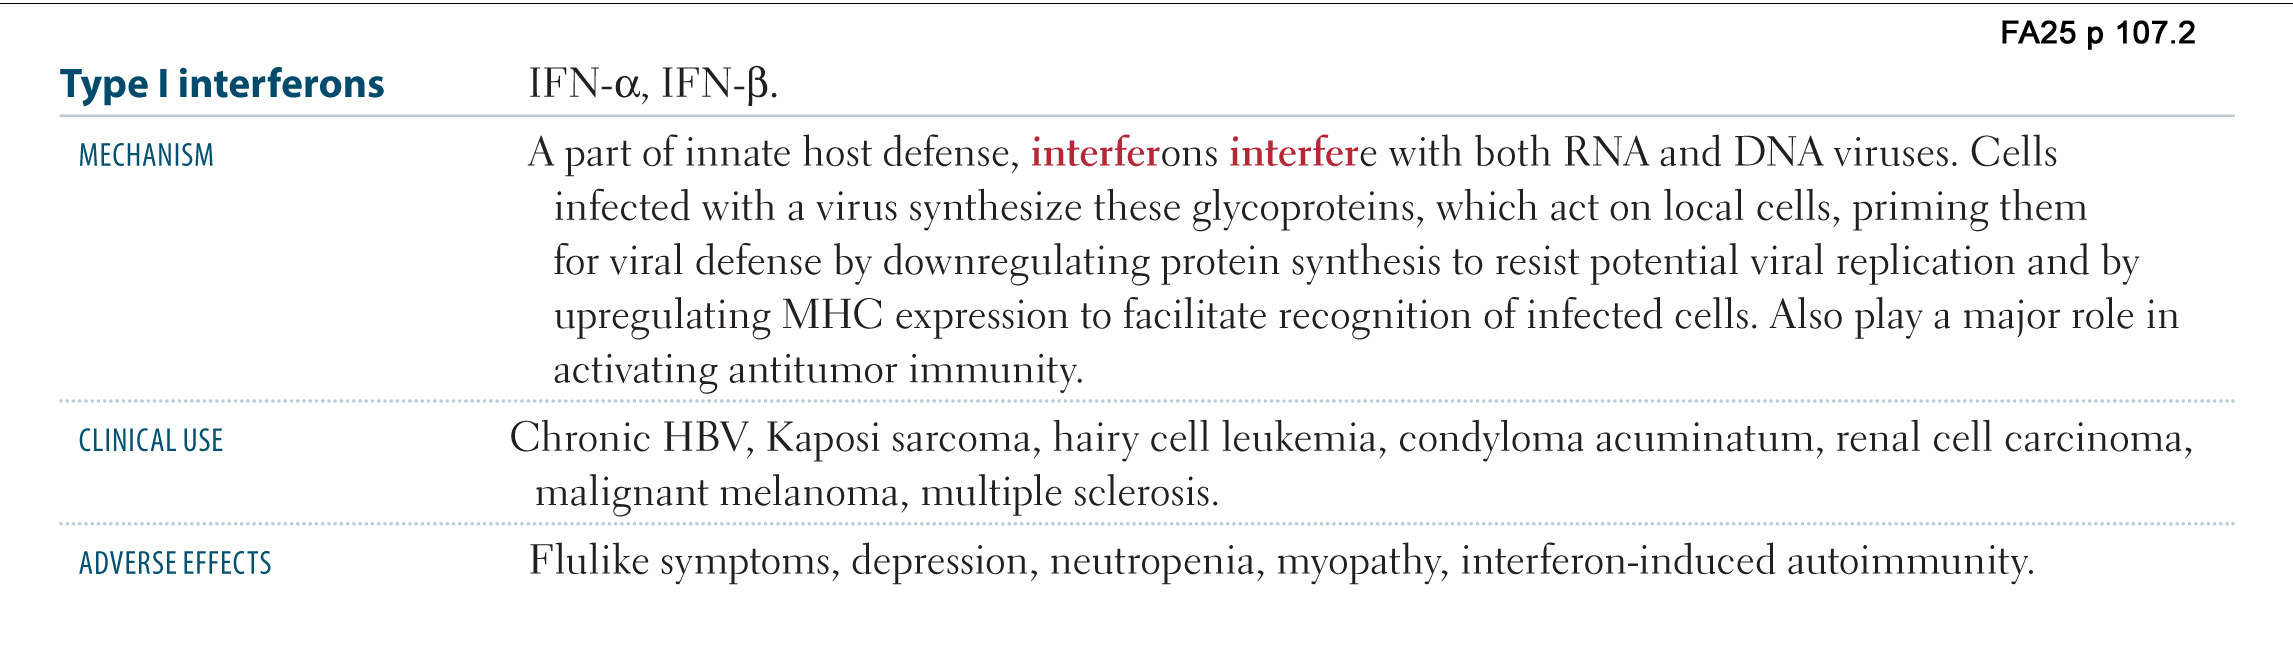 FA25 p 107.2
Type I interferons IFN-α, IFN-β.
MECHANISM A part of innate host defense, interferons interfere with both RNA and DNA viruses. Cells
infected with a virus synthesize these glycoproteins, which act on local cells, priming them
for viral defense by downregulating protein synthesis to resist potential viral replication and by
upregulating MHC expression to facilitate recognition of infected cells. Also play a major role in
activating antitumor immunity.
CLINICAL USE Chronic HBV, Kaposi sarcoma, hairy cell leukemia, condyloma acuminatum, renal cell carcinoma,
malignant melanoma, multiple sclerosis.
ADVERSE EFFECTS Flulike symptoms, depression, neutropenia, myopathy, interferon-induced autoimmunity.